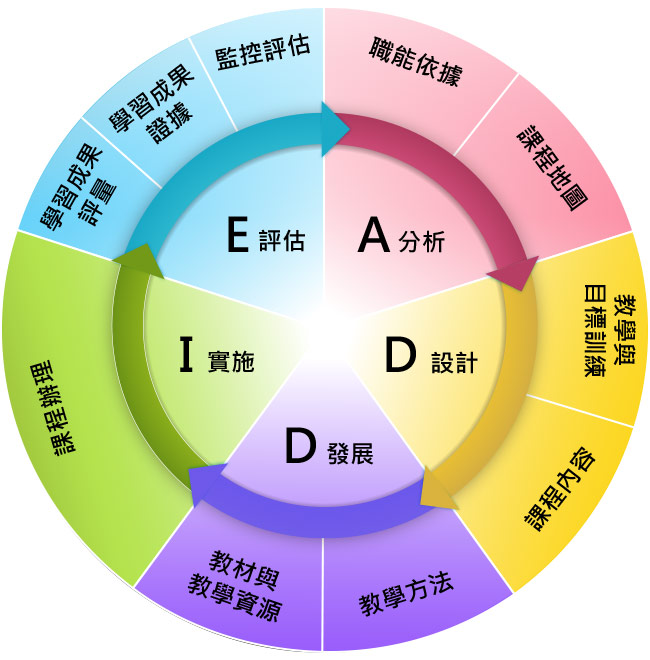 A 分析
職能依據
課程地圖
D 設計
教學與
目標訓練
課程內容
D 發展
教學方法
教材與
教學資源
I 實施
課程辦理
E 評估
學習成果
評量
學習成果
證據
監控評估